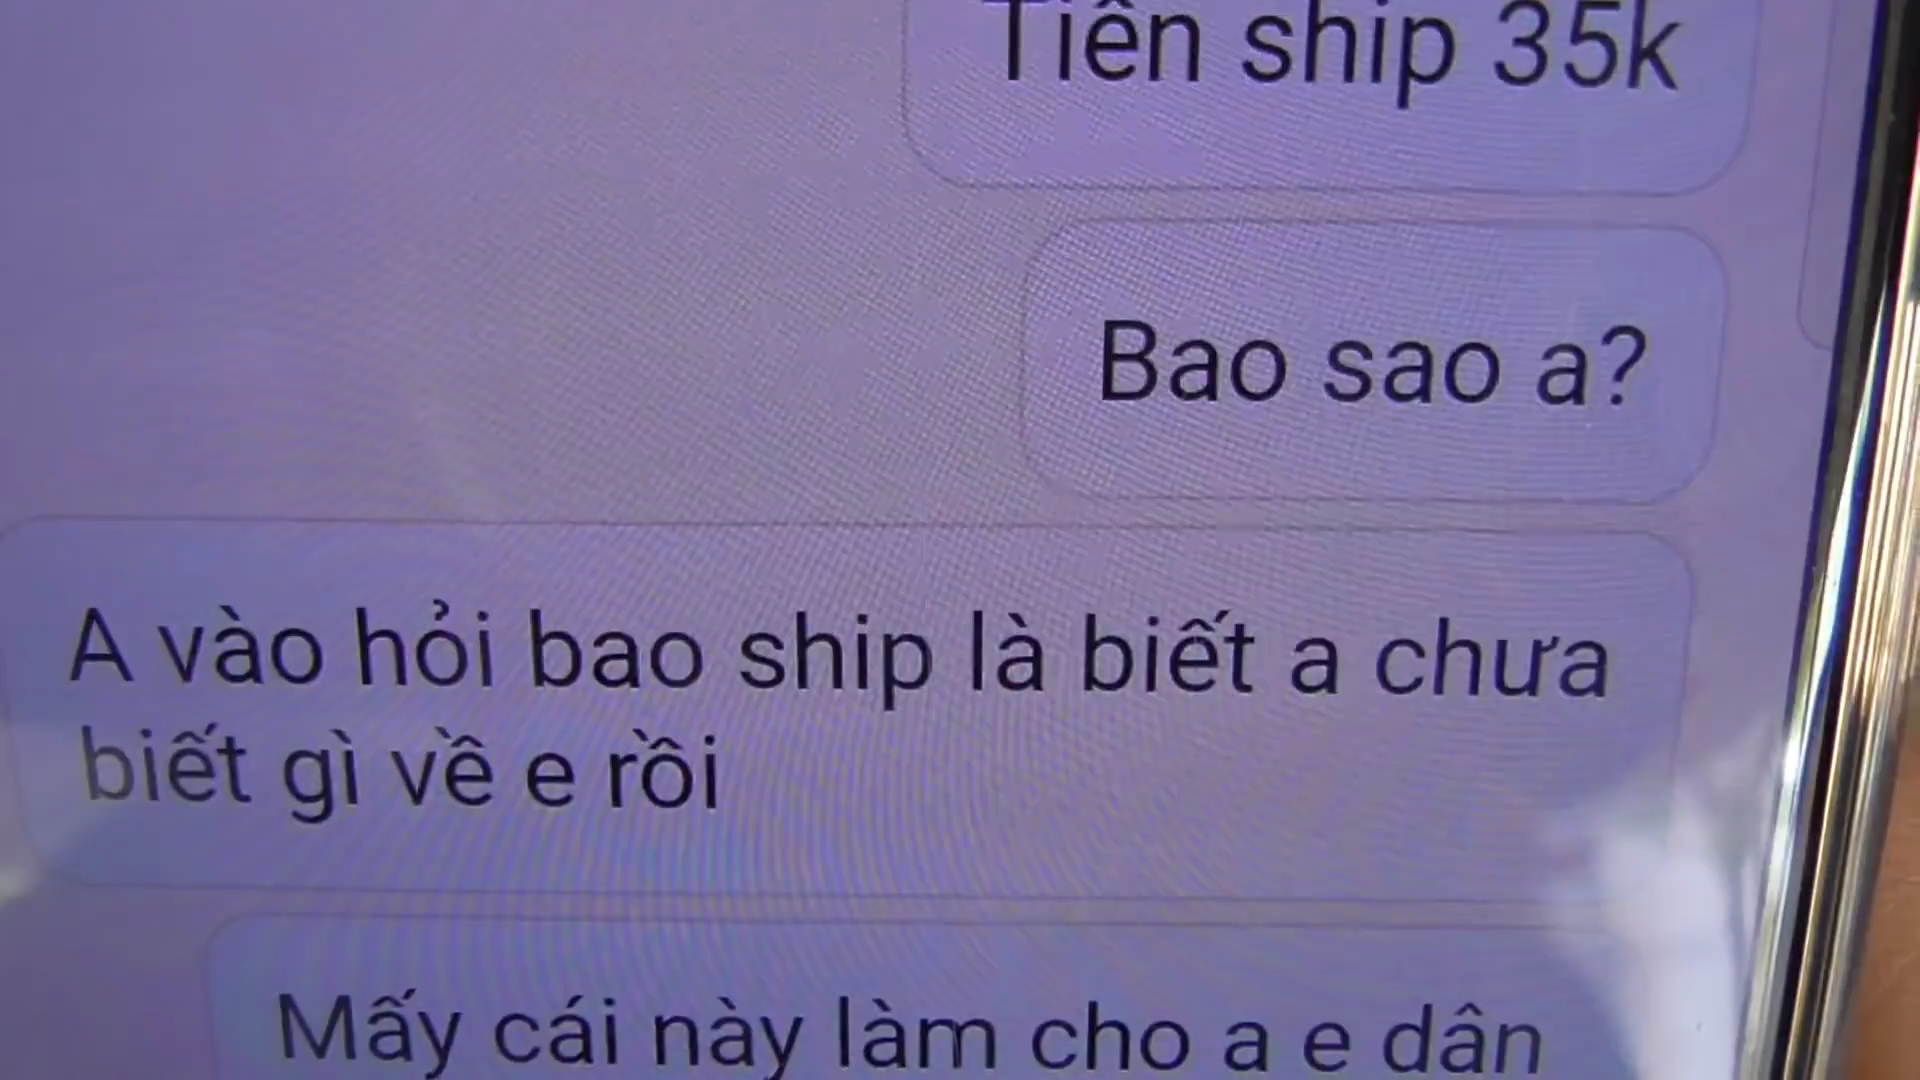 Tiền ship 35k
Bao sao a?
A vào hỏi bao ship là biết a chưa
biết gì về e rồi
Mấy cái này làm cho a e dân